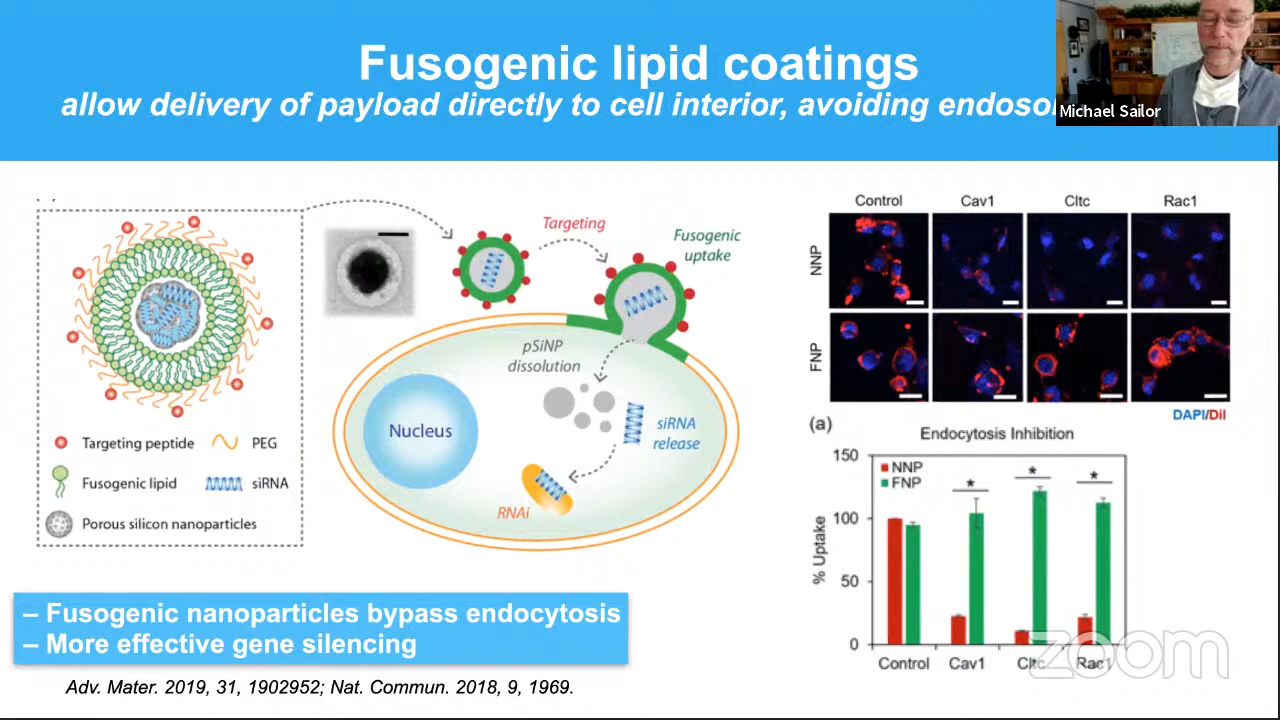 Fusogenic lipid coatings
allow delivery of payload directly to cell interior, avoiding
Michael Sailor
Targeting
Fusogenic
uptake
pSiNP
dissolution
Nucleus
siRNA
release
RNAi
Targeting peptide
PEG
Fusogenic lipid
siRNA
Porous silicon nanoparticles
Control Cav1 Cltc Rac1
NNP
FNP
DAPI/DiI
(a)
Endocytosis Inhibition
NNP
FNP
% Uptake
150
100
50
0
* * *
Control Cav1 Cltc Rac1
zoom
– Fusogenic nanoparticles bypass endocytosis
– More effective gene silencing
Adv. Mater. 2019, 31, 1902952; Nat. Commun. 2018, 9, 1969.